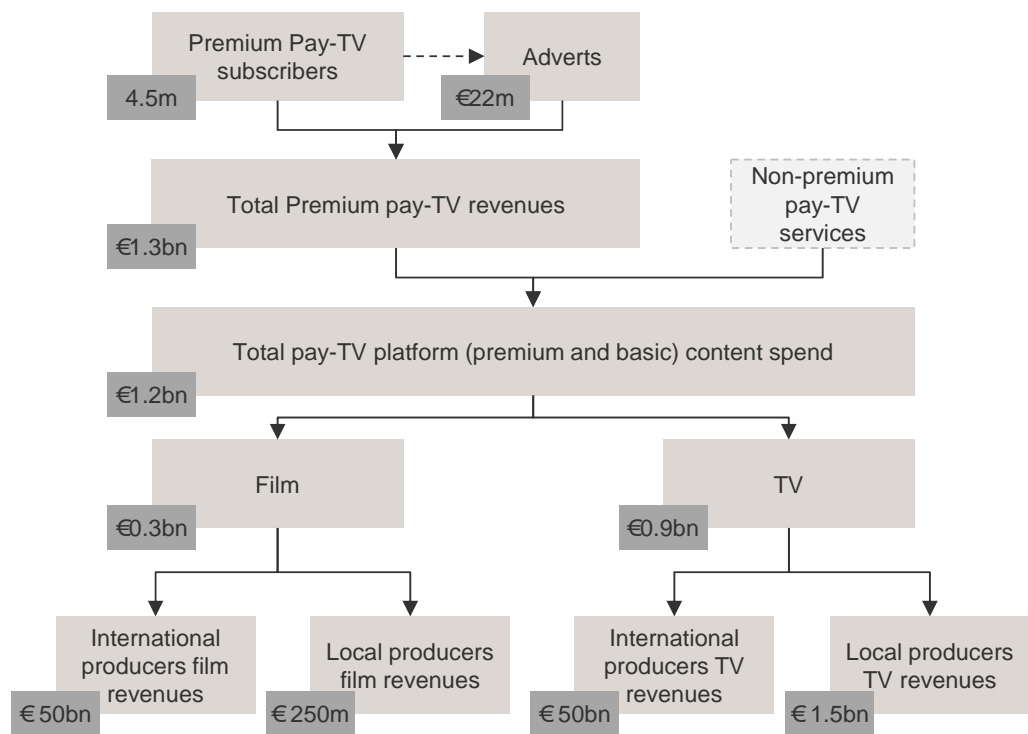 Premium Pay-TV
subscribers
4.5m
Adverts
€22m
Total Premium pay-TV revenues
€1.3bn
Non-premium
pay-TV
services
Total pay-TV platform (premium and basic) content spend
€1.2bn
Film
€0.3bn
TV
€0.9bn
International
producers film
revenues
€50bn
Local producers
film revenues
€250m
International
producers TV
revenues
€50bn
Local producers
TV revenues
€1.5bn